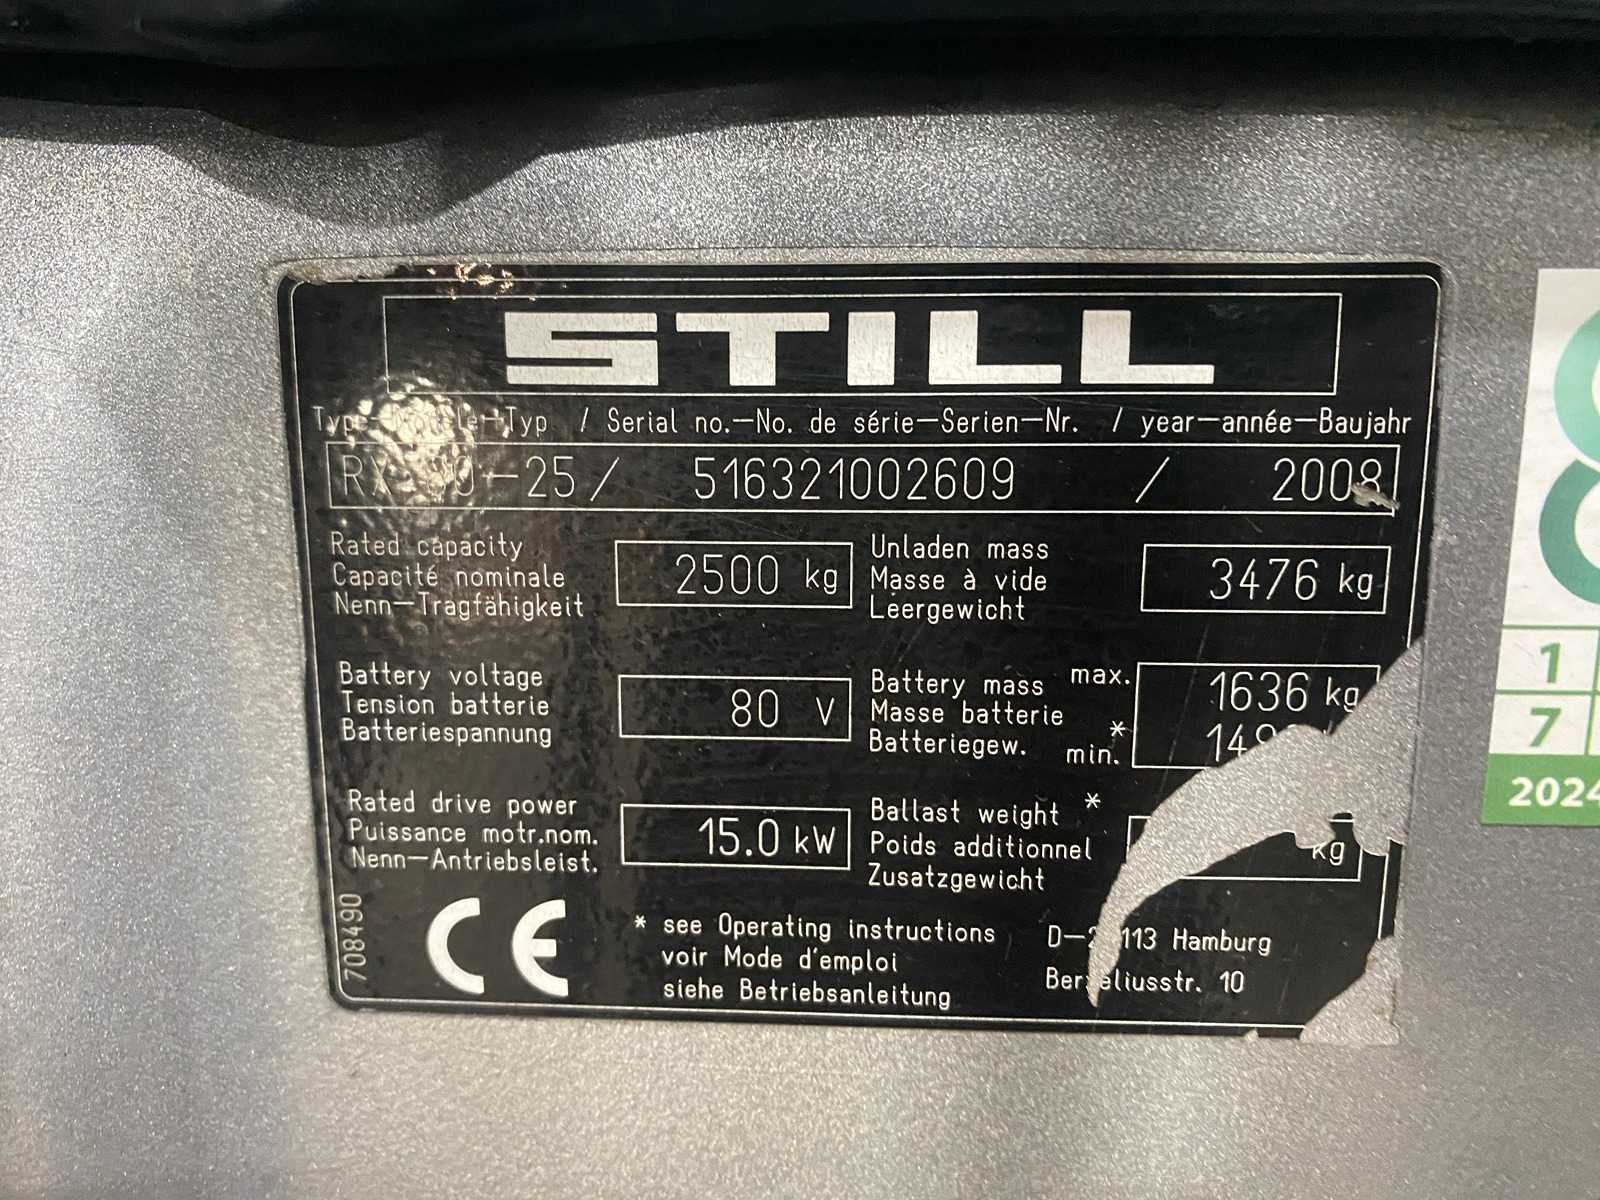 STILL
Typ / Serial no.–No. de série–Serien–Nr. / year–année–Baujahr
–25 / 516321002609 / 2008
Rated capacity
Capacité nominale
Nenn–Tragfähigkeit
2500 kg
Unladen mass
Masse à vide
Leergewicht
3476 kg
Battery voltage
Tension batterie
Batteriespannung
80 V
Battery mass max.
Masse batterie
Batteriegew. * min.
1636 kg
Rated drive power
Puissance motr.nom.
Nenn–Antriebsleist.
15.0 kW
Ballast weight *
Poids additionnel
Zusatzgewicht
kg
708490
CE
* see Operating instructions
voir Mode d'emploi
siehe Betriebsanleitung
113 Hamburg
10
1
7
2024